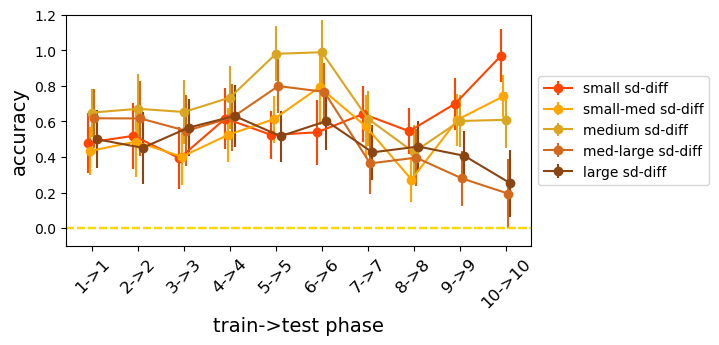 1.2
1.0
0.8
0.6
0.4
0.2
0.0
accuracy
1->1
2->2
3->3
4->4
5->5
6->6
7->7
8->8
9->9
10->10
train->test phase
small sd-diff
small-med sd-diff
medium sd-diff
med-large sd-diff
large sd-diff